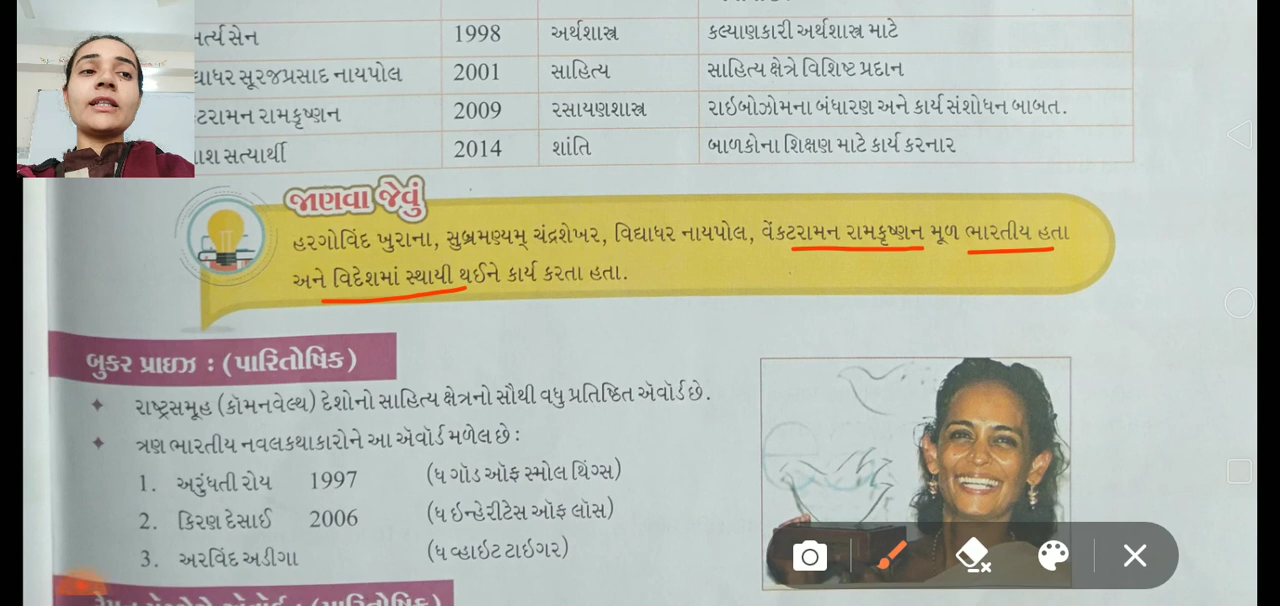 ર્ત્ય સેન 1998 અર્થશાસ્ત્ર કલ્યાણકારી અર્થશાસ્ત્ર માટે
દ્યાધર સૂરજપ્રસાદ નાયપોલ 2001 સાહિત્ય સાહિત્ય ક્ષેત્રે વિશિષ્ટ પ્રદાન
કટરામન રામકૃષ્ણન 2009 રસાયણશાસ્ત્ર રાઇબોઝોમના બંધારણ અને કાર્ય સંશોધન બાબત.
ાશ સત્યાર્થી 2014 શાંતિ બાળકોના શિક્ષણ માટે કાર્ય કરનાર
જાણવા જેવું
હરગોવિંદ ખુરાના, સુબ્રમણ્યમ્ ચંદ્રશેખર, વિદ્યાધર નાયપોલ, વેંકટરામન રામકૃષ્ણન મૂળ ભારતીય હતા
અને વિદેશમાં સ્થાયી થઈને કાર્ય કરતા હતા.
બુકર પ્રાઇઝ : (પારિતોષિક)
રાષ્ટ્રસમૂહ (કૉમનવેલ્થ) દેશોનો સાહિત્ય ક્ષેત્રનો સૌથી વધુ પ્રતિષ્ઠિત ઍવૉર્ડ છે.
ત્રણ ભારતીય નવલકથાકારોને આ ઍવૉર્ડ મળેલ છે :
1. અરુંધતી રોય 1997 (ધ ગૉડ ઑફ સ્મોલ થિંગ્સ)
2. કિરણ દેસાઈ 2006 (ધ ઇન્હેરીટેસ ઑફ લૉસ)
3. અરવિંદ અડીગા (ધ વ્હાઇટ ટાઇગર)